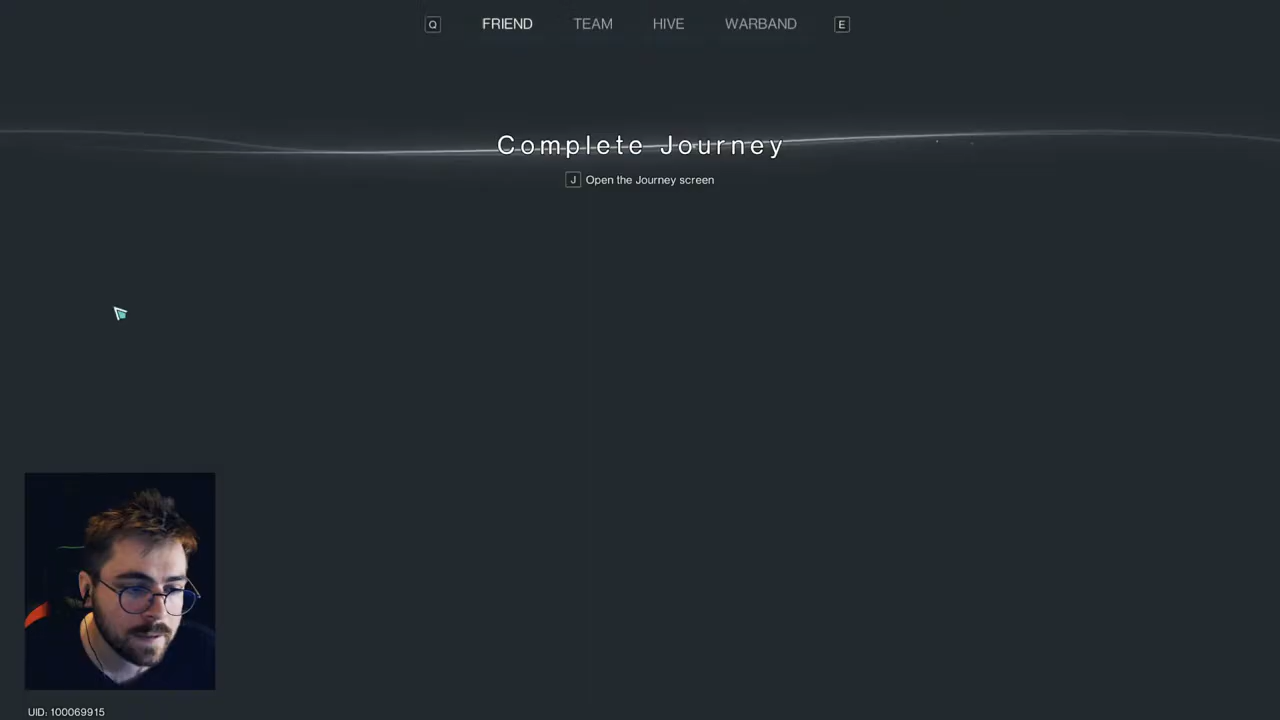 Q FRIEND TEAM HIVE WARBAND E
Complete Journey
J Open the Journey screen
UID: 100069915